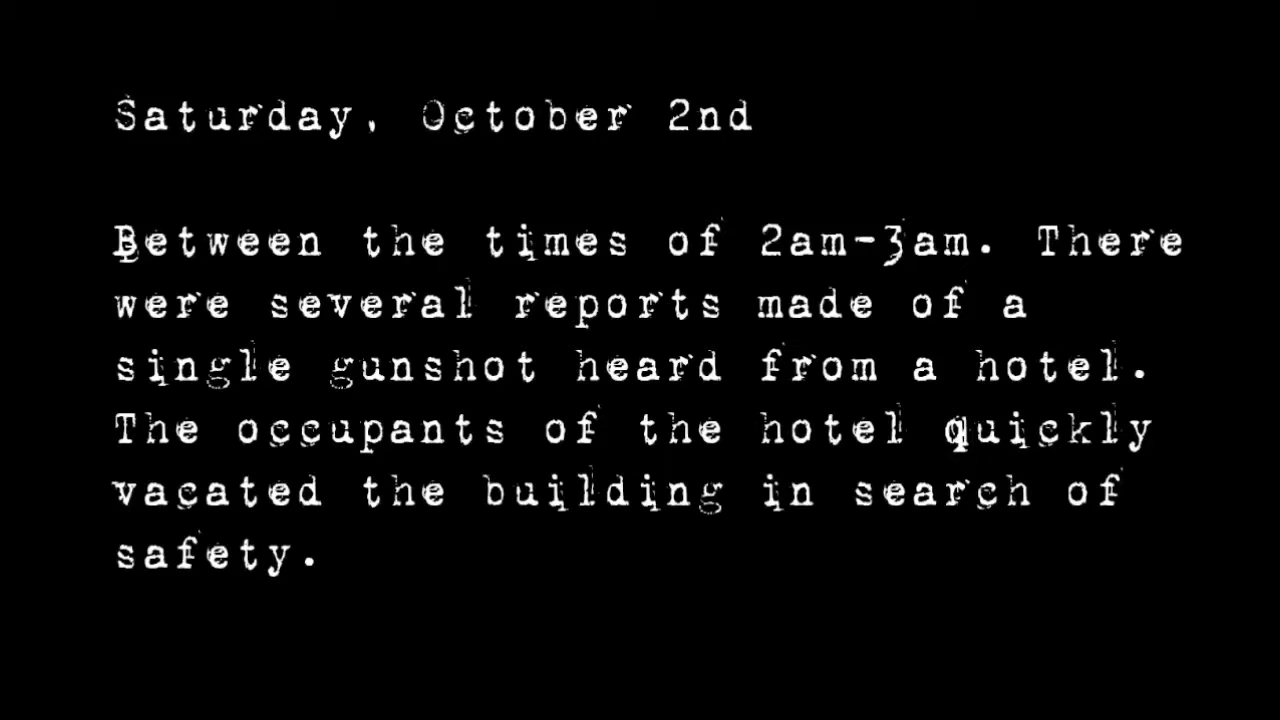 Saturday, October 2nd
Between the times of 2am-3am. There
were several reports made of a
single gunshot heard from a hotel.
The occupants of the hotel quickly
vacated the building in search of
safety.